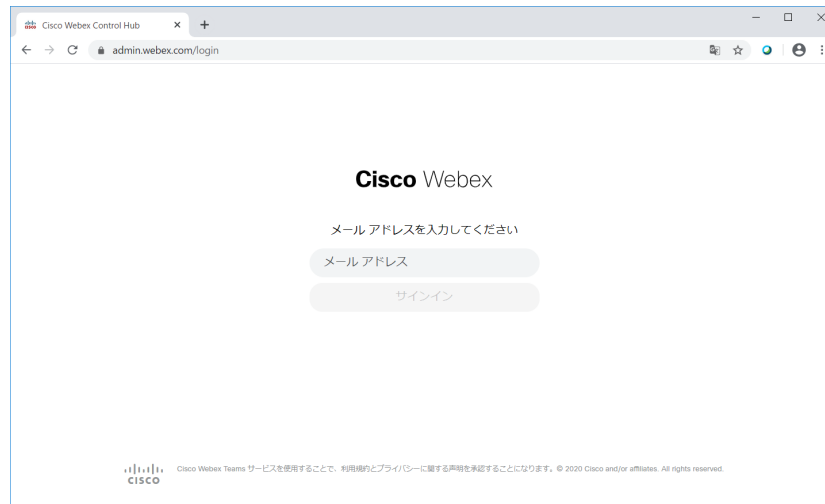 Cisco Webex Control Hub
admin.webex.com/login
Cisco Webex
メール アドレスを入力してください
メール アドレス
サインイン
CISCO
Cisco Webex Teams サービスを使用することで、利用規約とプライバシーに関する声明を承認することになります。© 2020 Cisco and/or affiliates. All rights reserved.